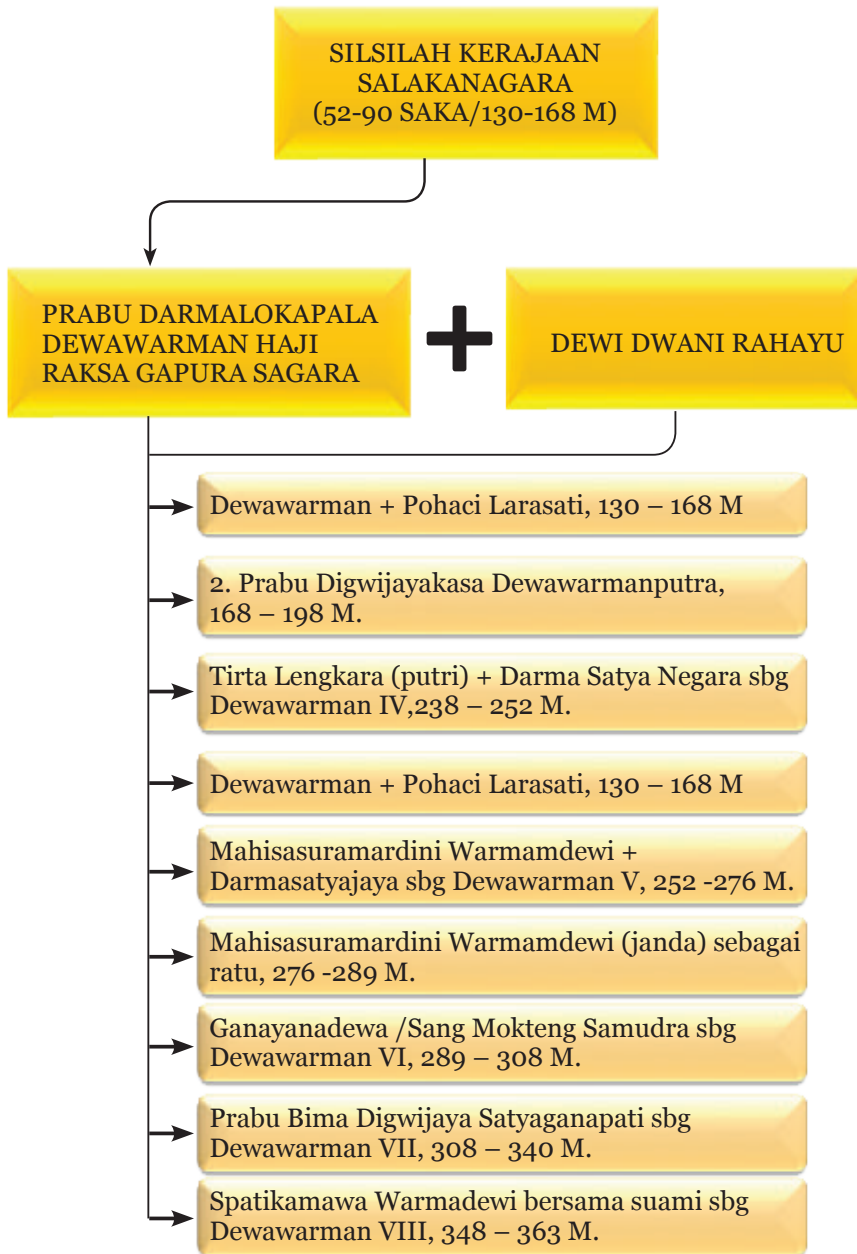 SILSILAH KERAJAAN
SALAKANAGARA
(52-90 SAKA/130-168 M)
PRABU DARMALOKAPALA
DEWAWARMAN HAJI
RAKSA GAPURA SAGARA
DEWI DWANI RAHAYU
Dewawarman + Pohaci Larasati, 130 – 168 M
2. Prabu Digwijayakasa Dewawarmanputra,
168 – 198 M.
Tirta Lengkara (putri) + Darma Satya Negara sbg
Dewawarman IV,238 – 252 M.
Dewawarman + Pohaci Larasati, 130 – 168 M
Mahisasuramardini Warmamdewi +
Darmasatyajaya sbg Dewawarman V, 252 -276 M.
Mahisasuramardini Warmamdewi (janda) sebagai
ratu, 276 -289 M.
Ganayanadewa /Sang Mokteng Samudra sbg
Dewawarman VI, 289 – 308 M.
Prabu Bima Digwijaya Satyaganapati sbg
Dewawarman VII, 308 – 340 M.
Spatikamawa Warmadewi bersama suami sbg
Dewawarman VIII, 348 – 363 M.